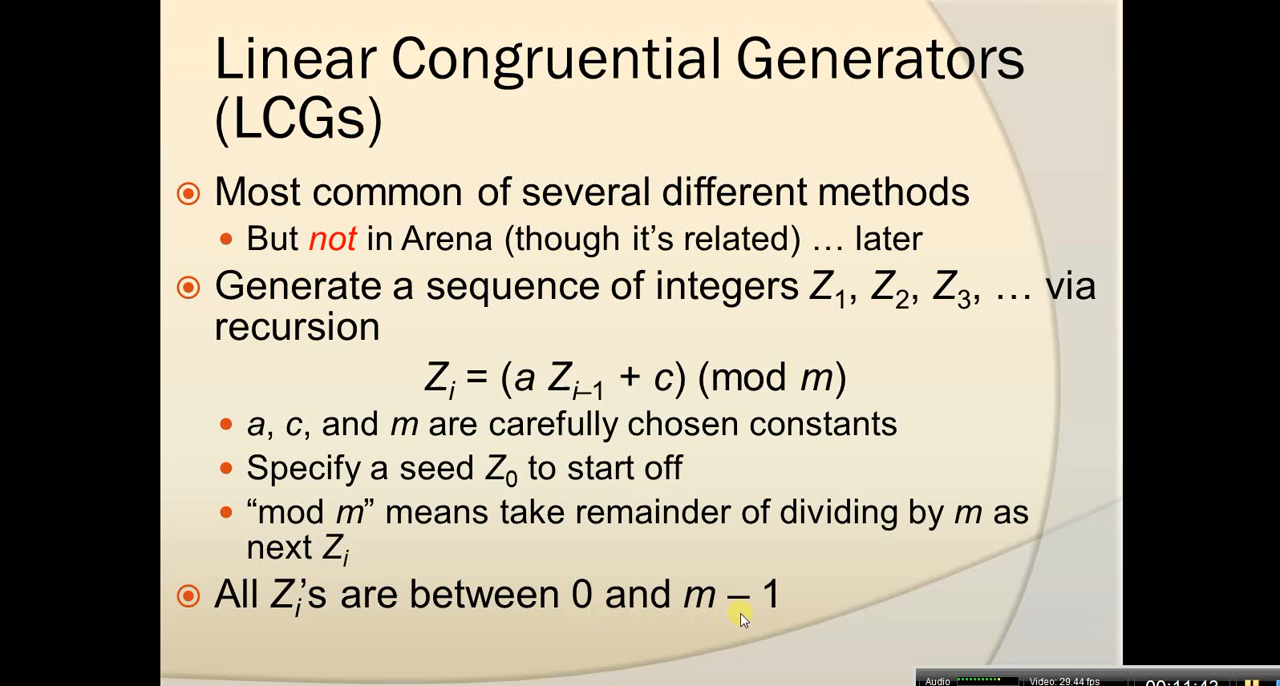 Linear Congruential Generators
(LCGs)
Most common of several different methods
But not in Arena (though it's related) … later
Generate a sequence of integers Z1, Z2, Z3, … via
recursion
Zi = (a Zi–1 + c) (mod m)
a, c, and m are carefully chosen constants
Specify a seed Z0 to start off
“mod m” means take remainder of dividing by m as
next Zi
All Zi's are between 0 and m – 1
Audio Video: 29.44 fps